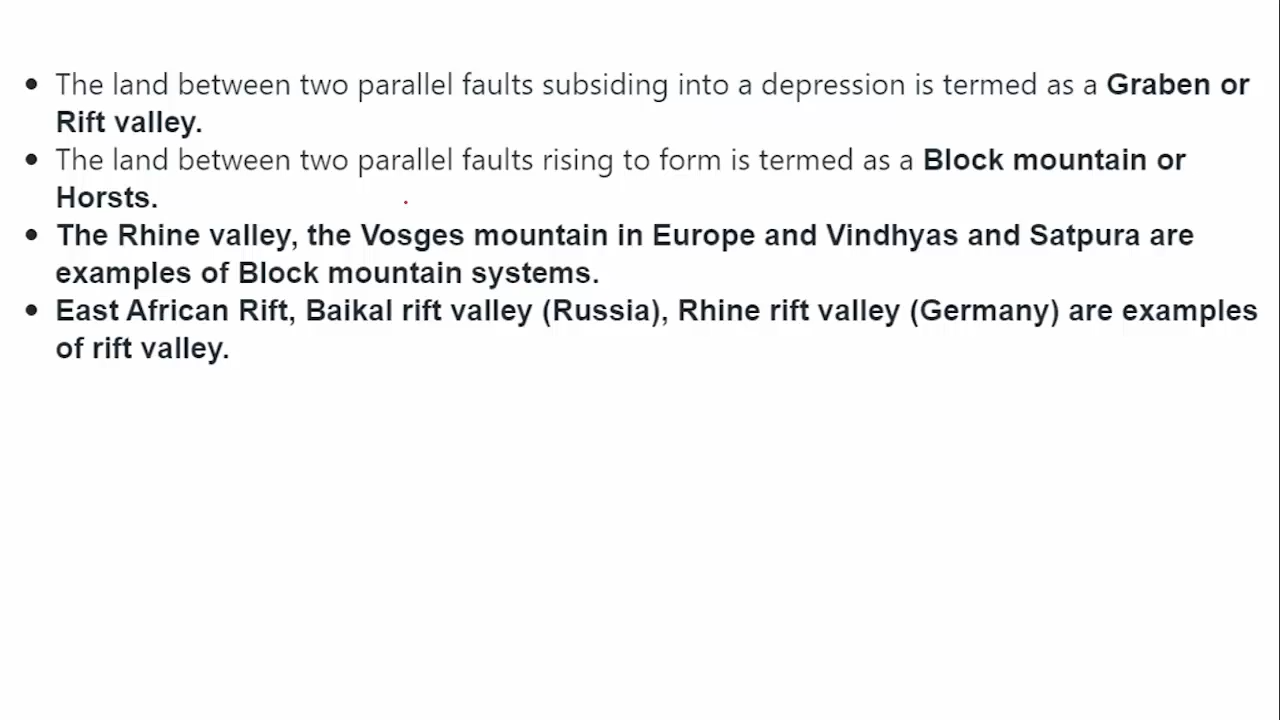 • The land between two parallel faults subsiding into a depression is termed as a Graben or
Rift valley.
• The land between two parallel faults rising to form is termed as a Block mountain or
Horsts.
• The Rhine valley, the Vosges mountain in Europe and Vindhyas and Satpura are
examples of Block mountain systems.
• East African Rift, Baikal rift valley (Russia), Rhine rift valley (Germany) are examples
of rift valley.